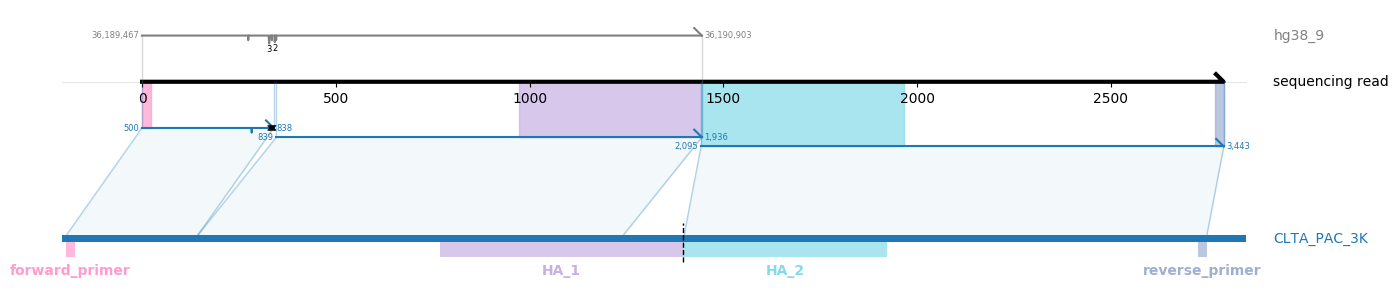 36,189,467 36,190,903 hg38_9
3 2
sequencing read
0 500 1000 1500 2000 2500
500 838
839 1,936
2,095 3,443
CLTA_PAC_3K
forward_primer HA_1 HA_2 reverse_primer